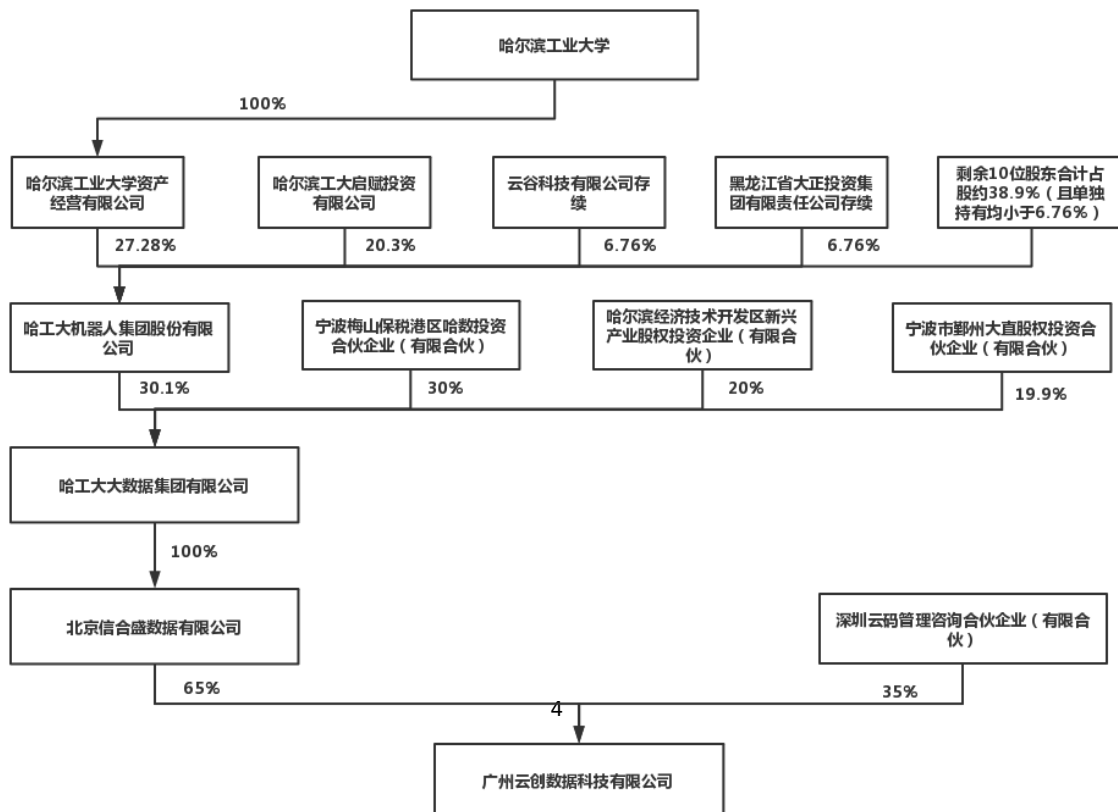 哈尔滨工业大学
100%
哈尔滨工业大学资产
经营有限公司
哈尔滨工大启赋投资
有限公司
云谷科技有限公司存
续
黑龙江省大正投资集
团有限责任公司存续
剩余10位股东合计占
股约38.9%（且单独
持有均小于6.76%）
27.28%
20.3%
6.76%
6.76%
哈工大机器人集团股份有限
公司
宁波梅山保税港区哈数投资
合伙企业（有限合伙）
哈尔滨经济技术开发区新兴
产业股权投资企业（有限合
伙）
宁波市鄞州大直股权投资合
伙企业（有限合伙）
30.1%
30%
20%
19.9%
哈工大大数据集团有限公司
100%
北京信合盛数据有限公司
深圳云码管理咨询合伙企业（有限合
伙）
65%
35%
4
广州云创数据科技有限公司